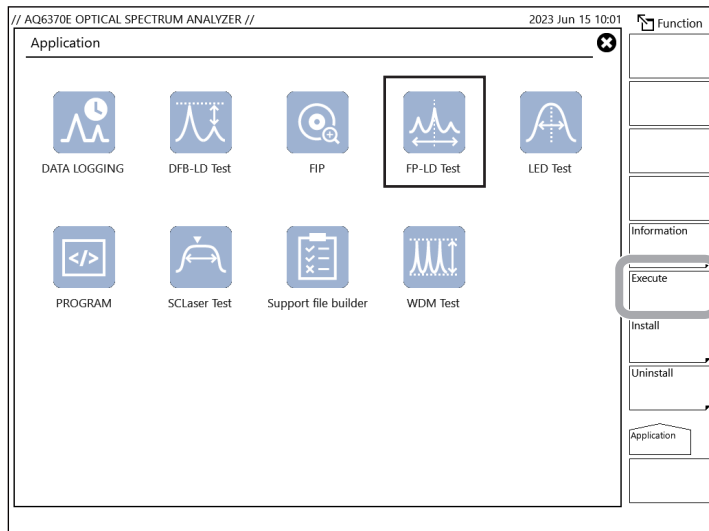 // AQ6370E OPTICAL SPECTRUM ANALYZER // 2023 Jun 15 10:01
Function
Application
DATA LOGGING DFB-LD Test FIP FP-LD Test LED Test
Information
Execute
</>
PROGRAM SCLaser Test Support file builder WDM Test
Install
Uninstall
Application